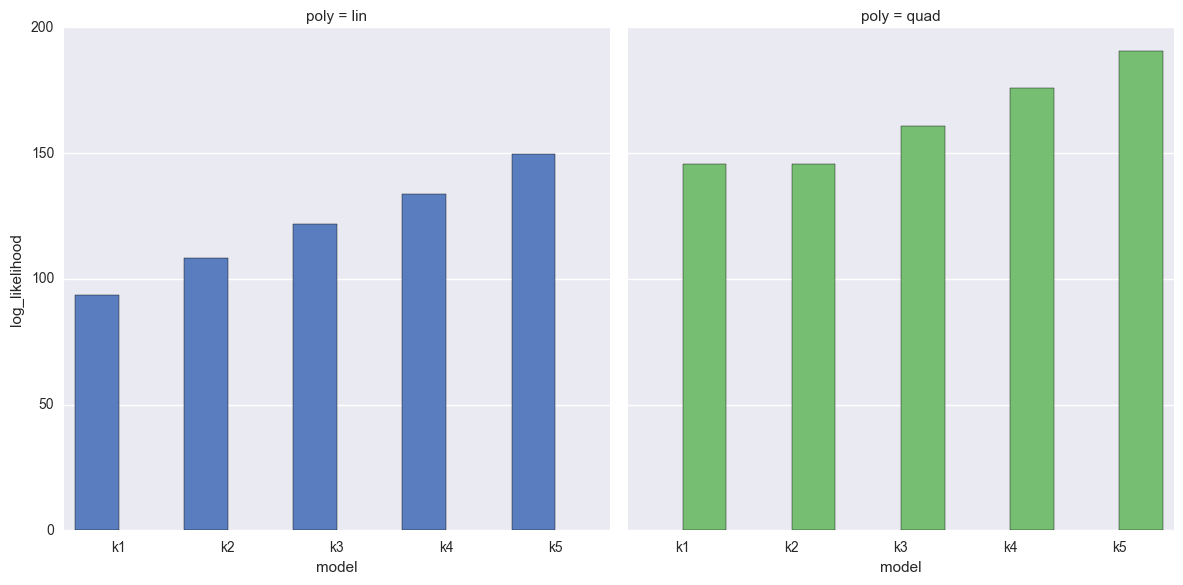 poly = lin
poly = quad
200
150
100
50
0
log_likelihood
k1 k2 k3 k4 k5
k1 k2 k3 k4 k5
model
model